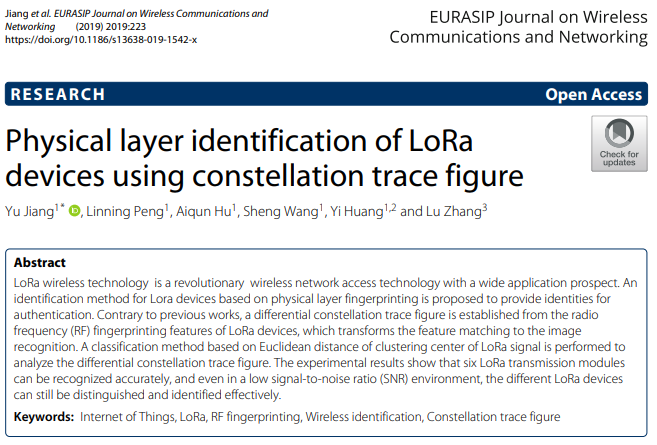 Jiang et al. EURASIP Journal on Wireless Communications and
Networking (2019) 2019:223
https://doi.org/10.1186/s13638-019-1542-x
EURASIP Journal on Wireless
Communications and Networking
RESEARCH
Open Access
Physical layer identification of LoRa
devices using constellation trace figure
Check for
updates
Yu Jiang1*, Linning Peng1, Aiqun Hu1, Sheng Wang1, Yi Huang1,2 and Lu Zhang3
Abstract
LoRa wireless technology is a revolutionary wireless network access technology with a wide application prospect. An
identification method for Lora devices based on physical layer fingerprinting is proposed to provide identities for
authentication. Contrary to previous works, a differential constellation trace figure is established from the radio
frequency (RF) fingerprinting features of LoRa devices, which transforms the feature matching to the image
recognition. A classification method based on Euclidean distance of clustering center of LoRa signal is performed to
analyze the differential constellation trace figure. The experimental results show that six LoRa transmission modules
can be recognized accurately, and even in a low signal-to-noise ratio (SNR) environment, the different LoRa devices
can still be distinguished and identified effectively.
Keywords: Internet of Things, LoRa, RF fingerprinting, Wireless identification, Constellation trace figure